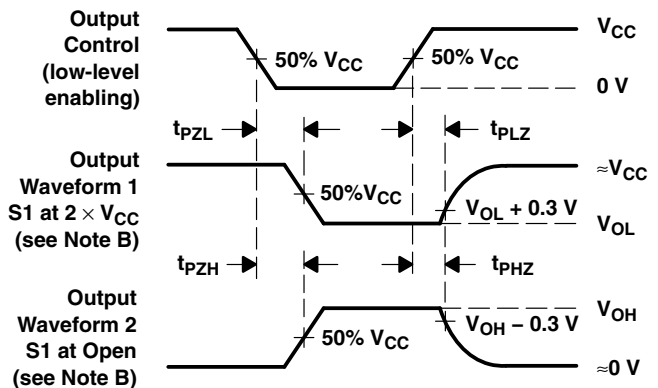 Output
Control
(low-level
enabling)
50% VCC
50% VCC
VCC
0 V
tPZL
tPLZ
Output
Waveform 1
S1 at 2 × VCC
(see Note B)
50%VCC
≈VCC
VOL + 0.3 V
VOL
tPZH
tPHZ
Output
Waveform 2
S1 at Open
(see Note B)
50% VCC
VOH
VOH − 0.3 V
≈0 V